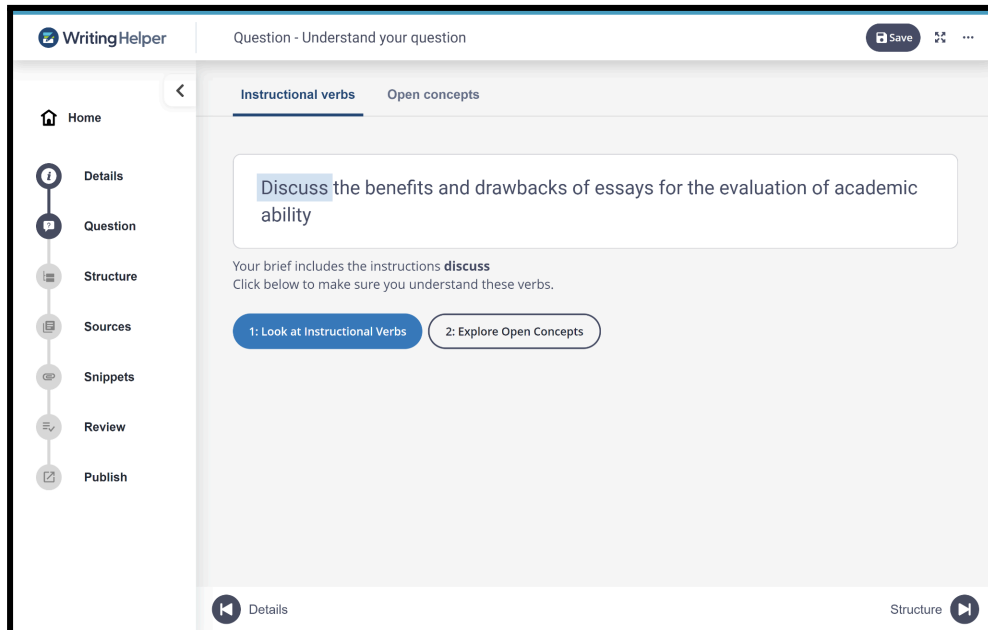 WritingHelper
Question - Understand your question
Save
Home
Details
Question
Structure
Sources
Snippets
Review
Publish
Instructional verbs
Open concepts
Discuss the benefits and drawbacks of essays for the evaluation of academic
ability
Your brief includes the instructions discuss
Click below to make sure you understand these verbs.
1: Look at Instructional Verbs
2: Explore Open Concepts
Details
Structure